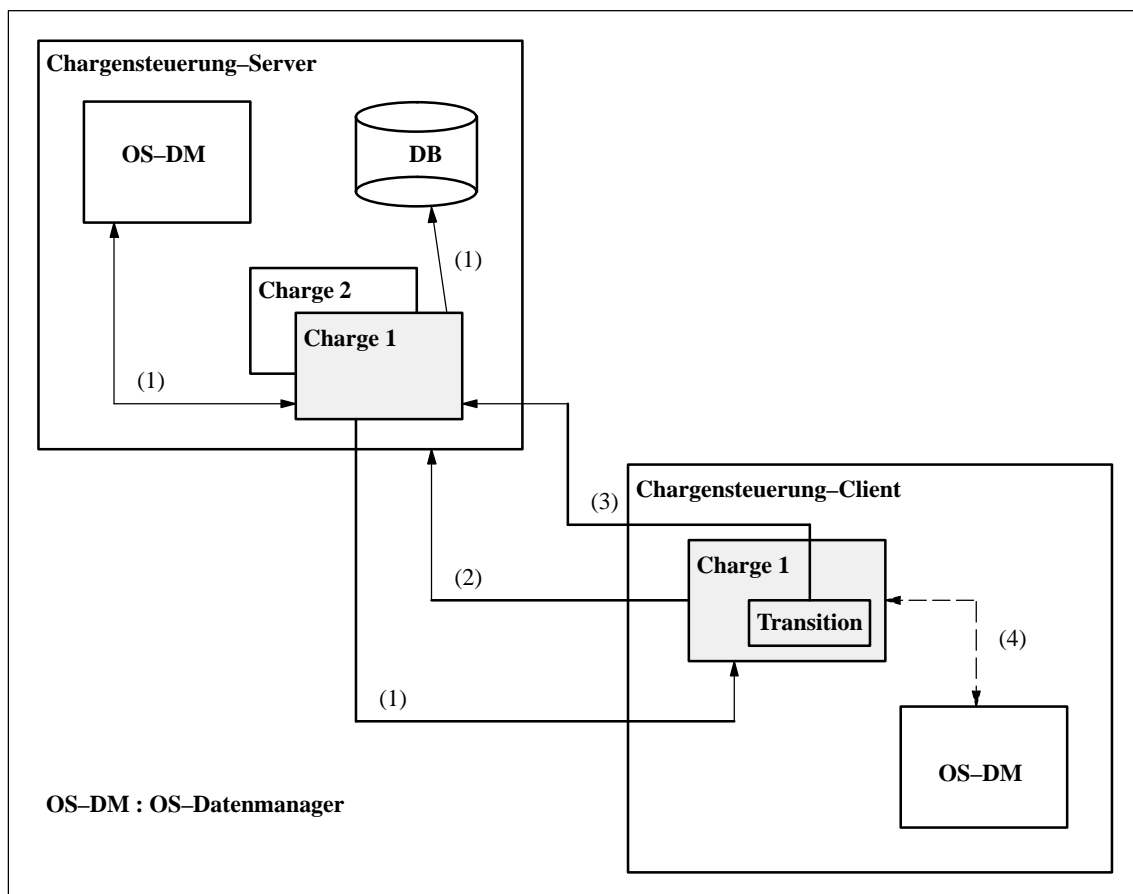 Chargensteuerung–Server
OS–DM
DB
(1)
Charge 2
Charge 1
(1)
Chargensteuerung–Client
(3)
Charge 1
(2)
Transition
(4)
(1)
OS–DM
OS–DM : OS–Datenmanager